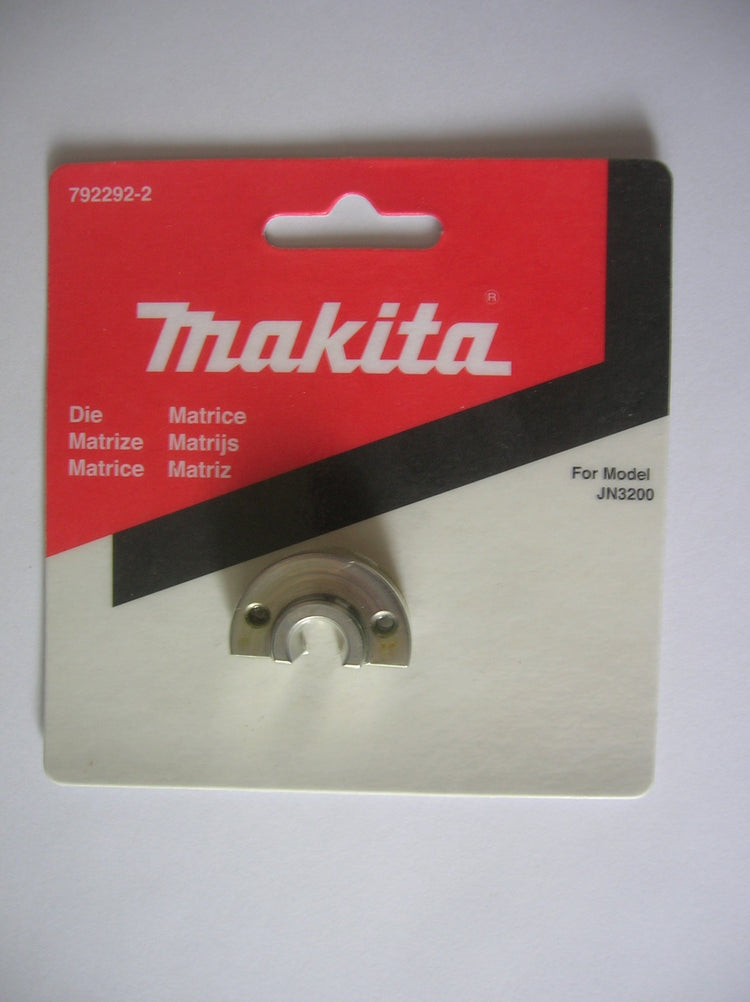 792292-2
makita ®
Die Matrice
Matrize Matrijs
Matrice Matriz
For Model
JN3200